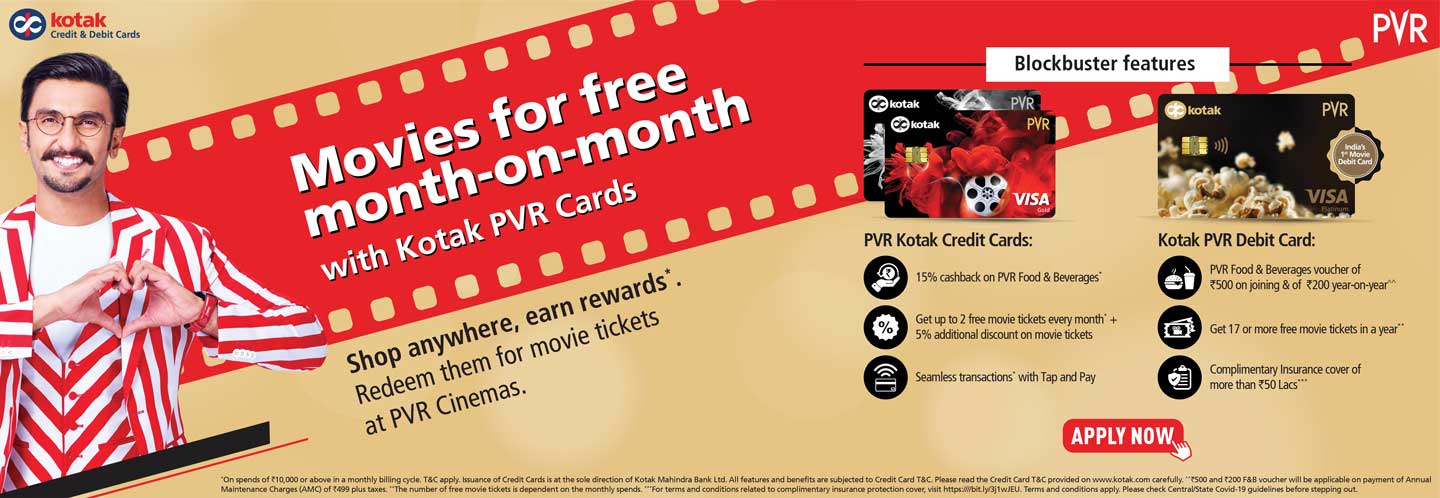 kotak
Credit & Debit Cards
PVR
Movies for free
month-on-month
with Kotak PVR Cards
Shop anywhere, earn rewards*.
Redeem them for movie tickets
at PVR Cinemas.
Blockbuster features
kotak PVR
kotak PVR
VISA
Gold
kotak PVR
India's
1st Movie
Debit Card
VISA
Platinum
PVR Kotak Credit Cards:
15% cashback on PVR Food & Beverages*
Get up to 2 free movie tickets every month* +
5% additional discount on movie tickets
Seamless transactions* with Tap and Pay
Kotak PVR Debit Card:
PVR Food & Beverages voucher of
₹500 on joining & of ₹200 year-on-year^^
Get 17 or more free movie tickets in a year**
Complimentary Insurance cover of
more than ₹50 Lacs***
APPLY NOW
*On spends of ₹10,000 or above in a monthly billing cycle. T&C apply. Issuance of Credit Cards is at the sole direction of Kotak Mahindra Bank Ltd. All features and benefits are subjected to Credit Card T&C. Please read the Credit Card T&C provided on www.kotak.com carefully. ^^₹500 and ₹200 F&B voucher will be applicable on payment of Annual
Maintenance Charges (AMC) of ₹499 plus taxes. **The number of free movie tickets is dependent on the monthly spends. ***For terms and conditions related to complimentary insurance protection cover, visit https:///bit.ly/3j1wJEU. Terms and conditions apply. Please check Central/State Covid-19 guidelines before stepping out.